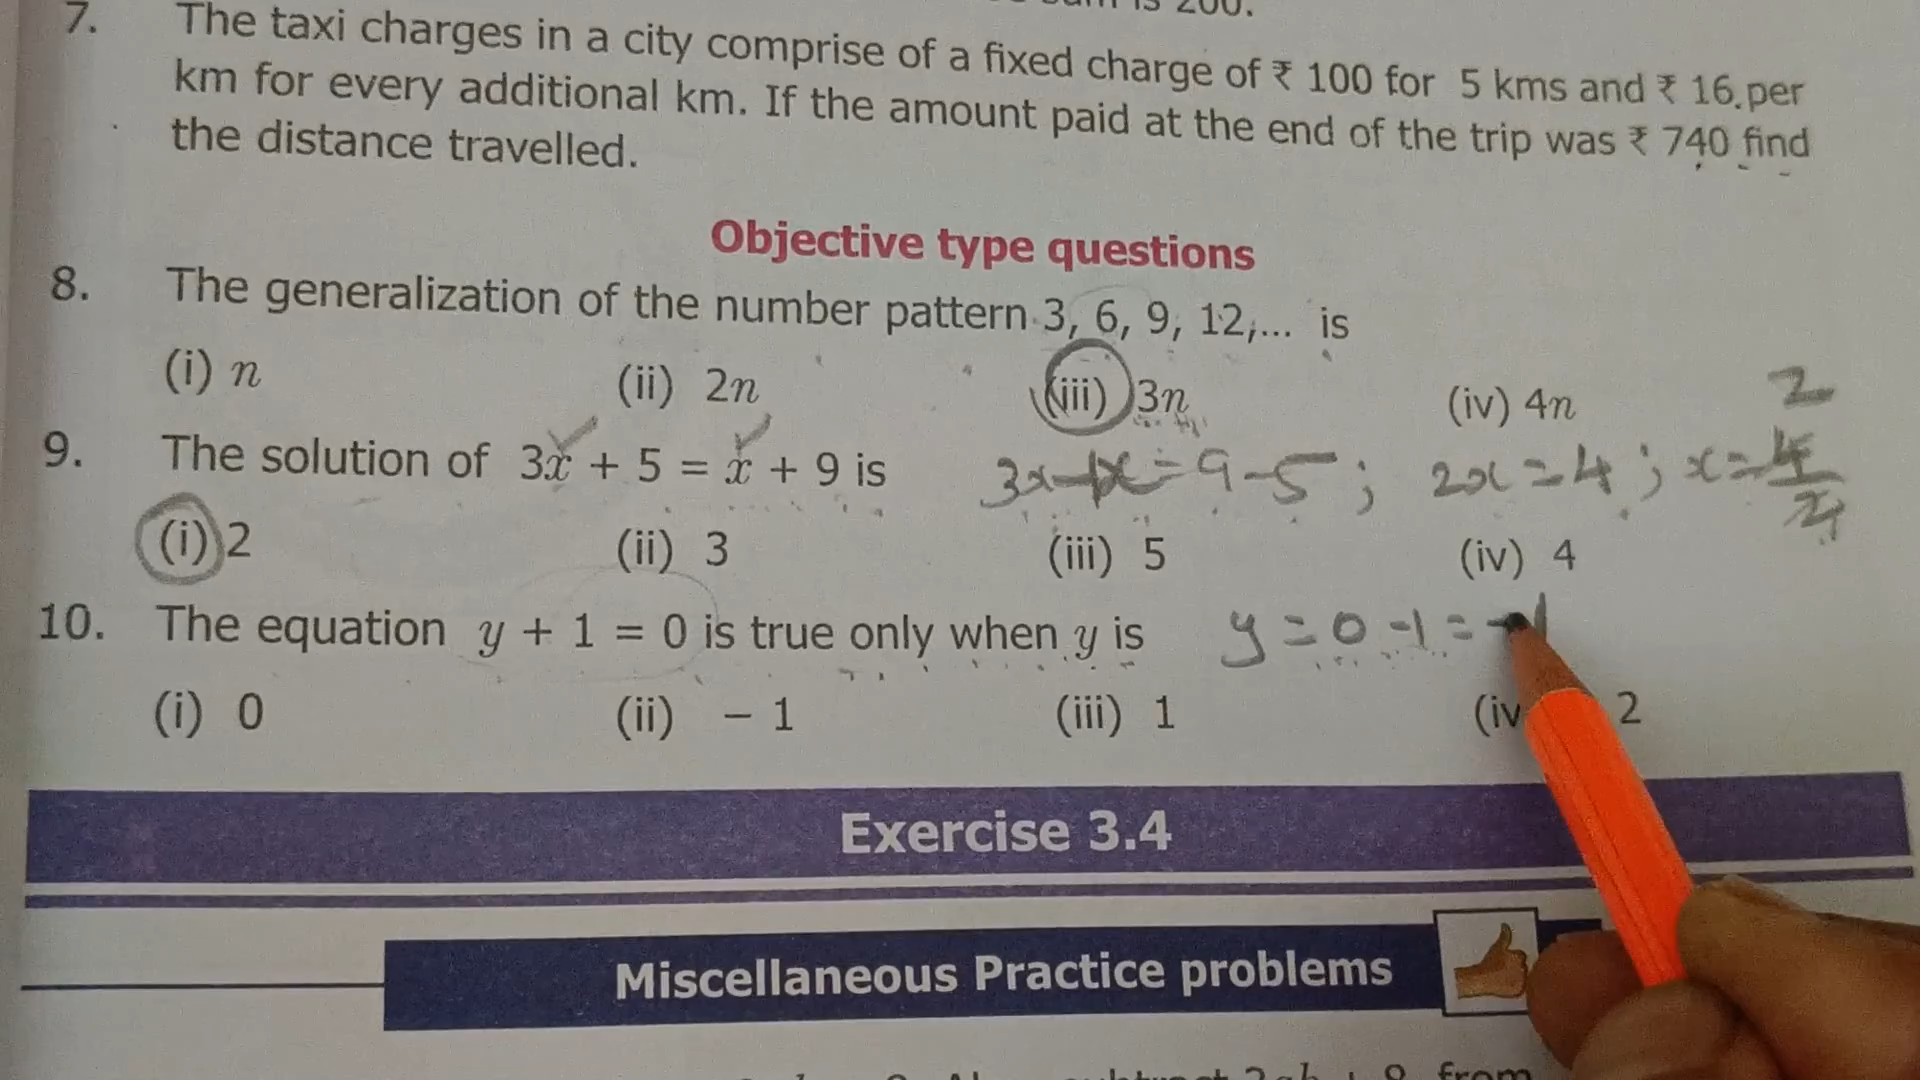 7. The taxi charges in a city comprise of a fixed charge of ₹ 100 for 5 kms and ₹ 16 per
km for every additional km. If the amount paid at the end of the trip was ₹ 740 find
the distance travelled.
Objective type questions
8. The generalization of the number pattern 3, 6, 9, 12,... is
(i) n (ii) 2n (iii) 3n (iv) 4n
9. The solution of 3x + 5 = x + 9 is 3x - x = 9 - 5 ; 2x = 4 ; x = 4/2 2
(i) 2 (ii) 3 (iii) 5 (iv) 4
10. The equation y + 1 = 0 is true only when y is y = 0 - 1 = -1
(i) 0 (ii) – 1 (iii) 1 (iv 2
Exercise 3.4
Miscellaneous Practice problems
from